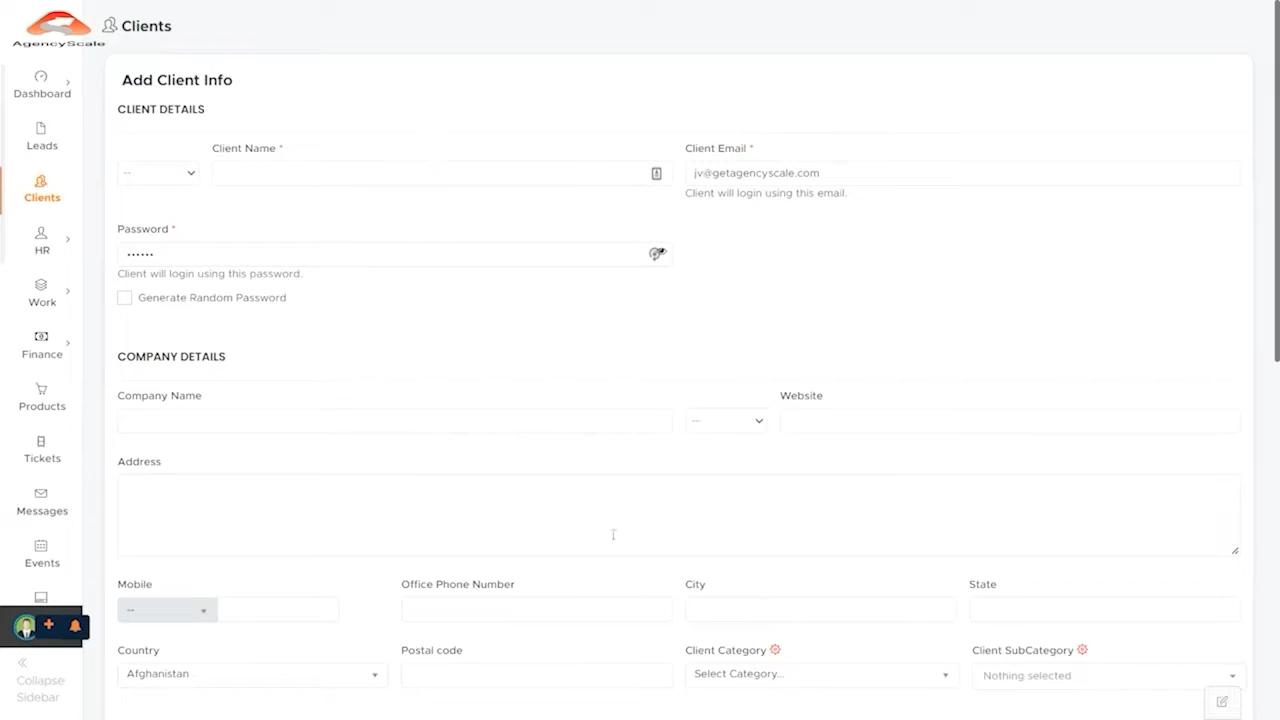 AgencyScale
Clients
Add Client Info
CLIENT DETAILS
Client Name *
Client Email *
--
jv@getagencyscale.com
Client will login using this email.
Password *
••••••
Client will login using this password.
Generate Random Password
COMPANY DETAILS
Company Name
Website
--
Address
Mobile
Office Phone Number
City
State
--
Country
Postal code
Client Category
Client SubCategory
Afghanistan
Select Category...
Nothing selected
Dashboard
Leads
Clients
HR
Work
Finance
Products
Tickets
Messages
Events
Collapse
Sidebar